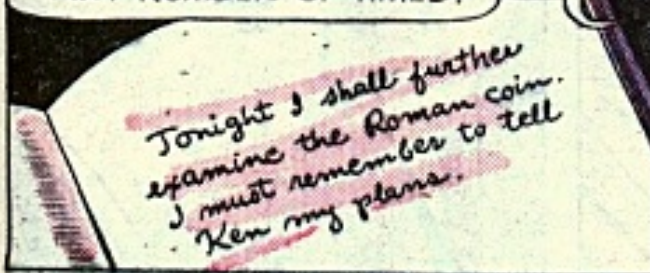 Tonight I shall further
examine the Roman coin.
I must remember to tell
Ken my plans.